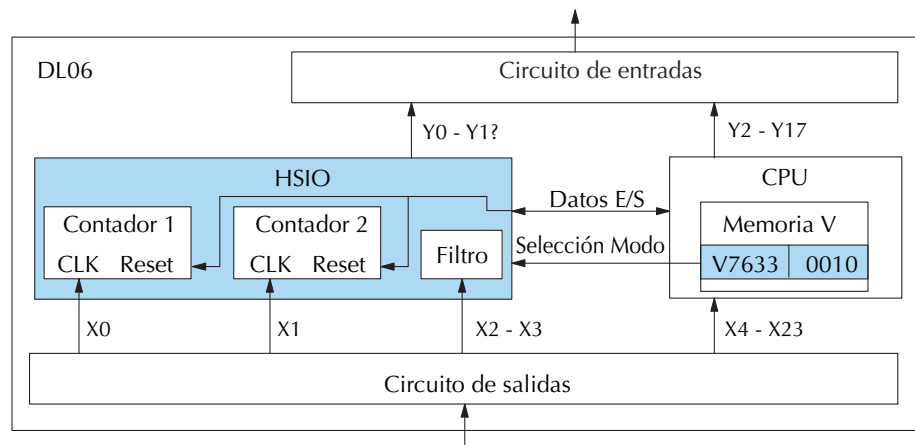 DL06
Circuito de entradas
Y0 - Y1?
Y2 - Y17
HSIO
CPU
Datos E/S
Contador 1
Contador 2
Memoria V
CLK Reset
CLK Reset
Filtro
Selección Modo
V7633 0010
X0
X1
X2 - X3
X4 - X23
Circuito de salidas